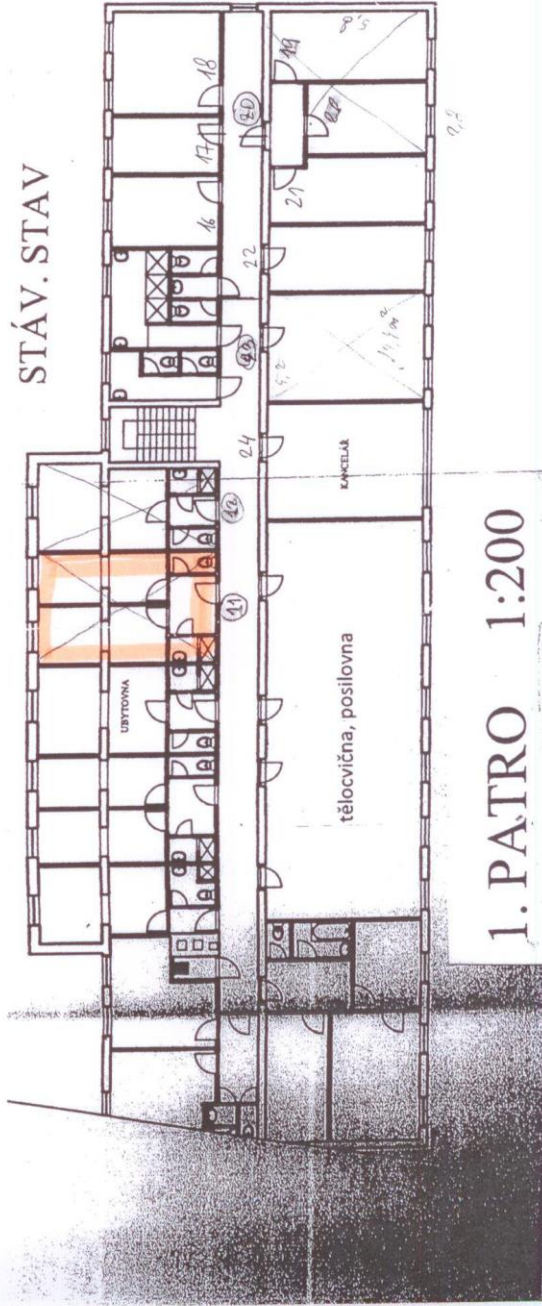 STÁV. STAV
18
17
16
19
20
21
22
24
12
11
UBYTOVNA
KANCELÁŘ
tělocvična, posilovna
1. PATRO 1:200